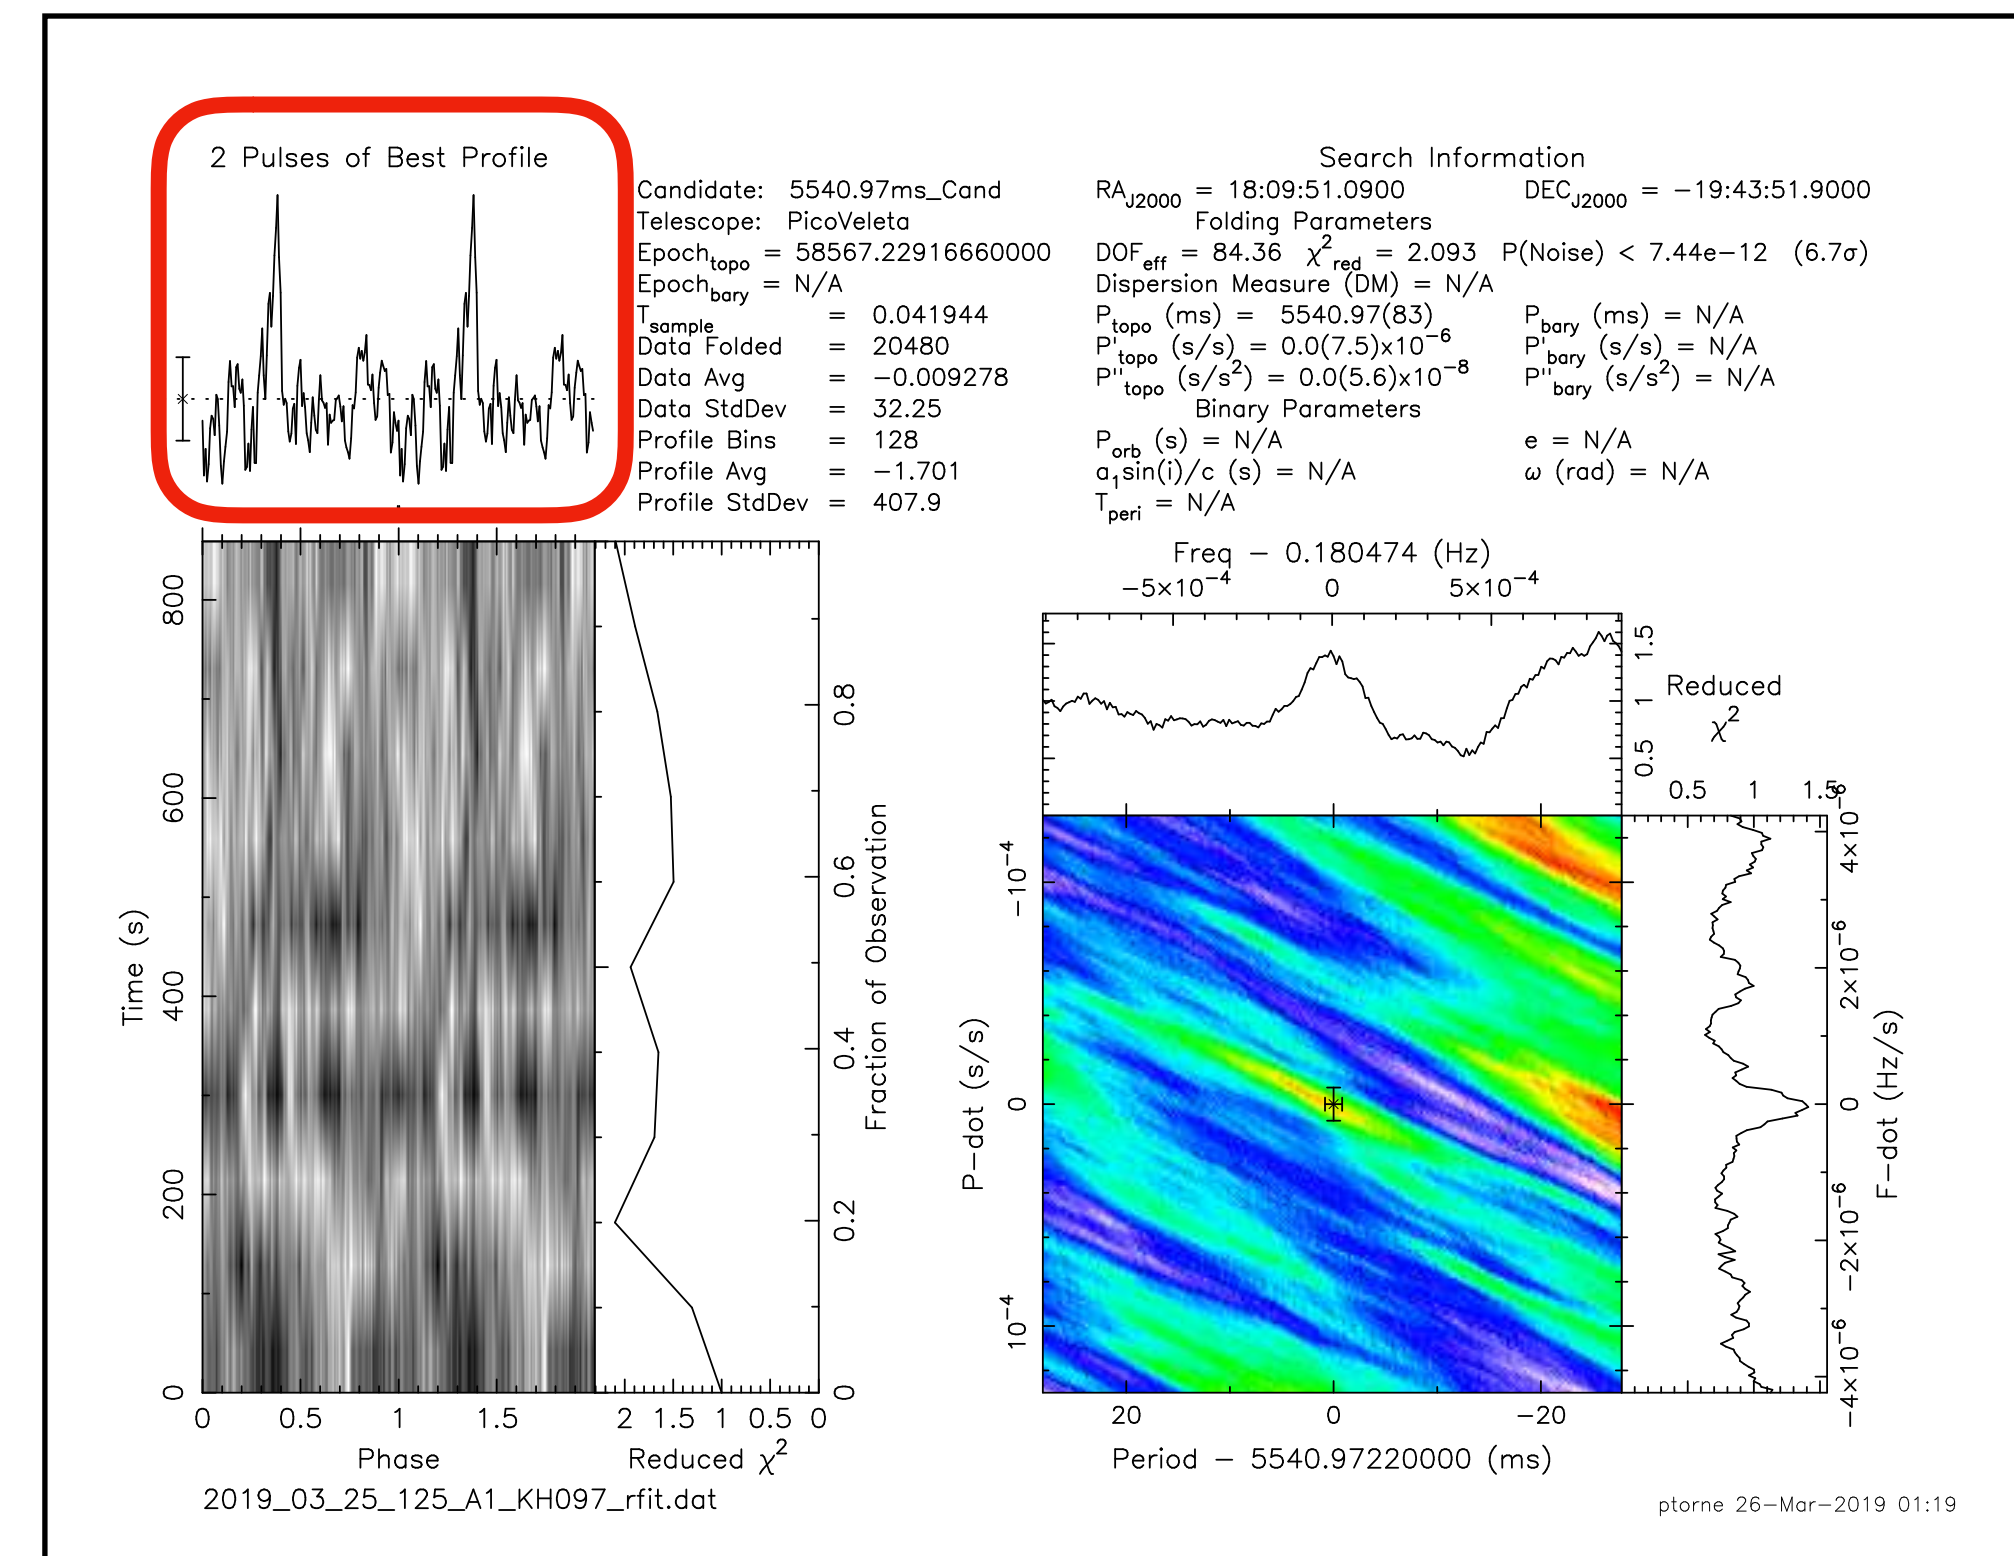 2 Pulses of Best Profile
Candidate: 5540.97ms_Cand
Telescope: PicoVeleta
Epoch_topo = 58567.22916660000
Epoch_bary = N/A
T_sample = 0.041944
Data Folded = 20480
Data Avg = −0.009278
Data StdDev = 32.25
Profile Bins = 128
Profile Avg = −1.701
Profile StdDev = 407.9
Search Information
RA_J2000 = 18:09:51.0900 DEC_J2000 = −19:43:51.9000
Folding Parameters
DOF_eff = 84.36 χ²_red = 2.093 P(Noise) < 7.44e−12 (6.7σ)
Dispersion Measure (DM) = N/A
P_topo (ms) = 5540.97(83) P_bary (ms) = N/A
P'_topo (s/s) = 0.0(7.5)x10⁻⁶ P'_bary (s/s) = N/A
P''_topo (s/s²) = 0.0(5.6)x10⁻⁸ P''_bary (s/s²) = N/A
Binary Parameters
P_orb (s) = N/A e = N/A
a₁sin(i)/c (s) = N/A ω (rad) = N/A
T_peri = N/A
0 200 400 600 800
Time (s)
0 0.5 1 1.5
Phase
2 1.5 1 0.5 0
Reduced χ²
0 0.2 0.4 0.6 0.8
Fraction of Observation
2019_03_25_125_A1_KH097_rfit.dat
Freq − 0.180474 (Hz)
−5×10⁻⁴ 0 5×10⁻⁴
0.5 1 1.5
Reduced
χ²
0.5 1 1.5
−10⁻⁴ 0 10⁻⁴
P−dot (s/s)
20 0 −20
Period − 5540.97220000 (ms)
4×10⁻⁶ 2×10⁻⁶ 0 −2×10⁻⁶ −4×10⁻⁶
F−dot (Hz/s)
ptorne 26−Mar−2019 01:19